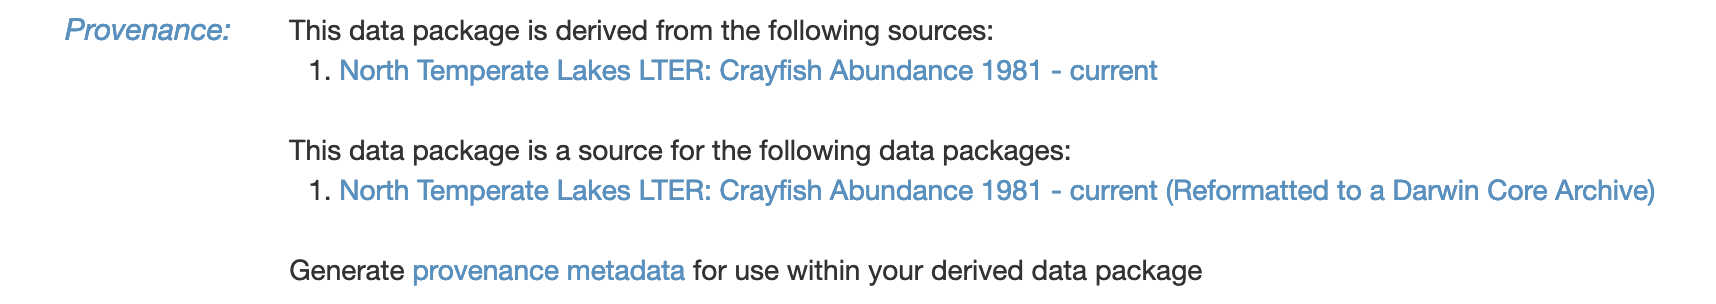 Provenance: This data package is derived from the following sources:
1. North Temperate Lakes LTER: Crayfish Abundance 1981 - current
This data package is a source for the following data packages:
1. North Temperate Lakes LTER: Crayfish Abundance 1981 - current (Reformatted to a Darwin Core Archive)
Generate provenance metadata for use within your derived data package